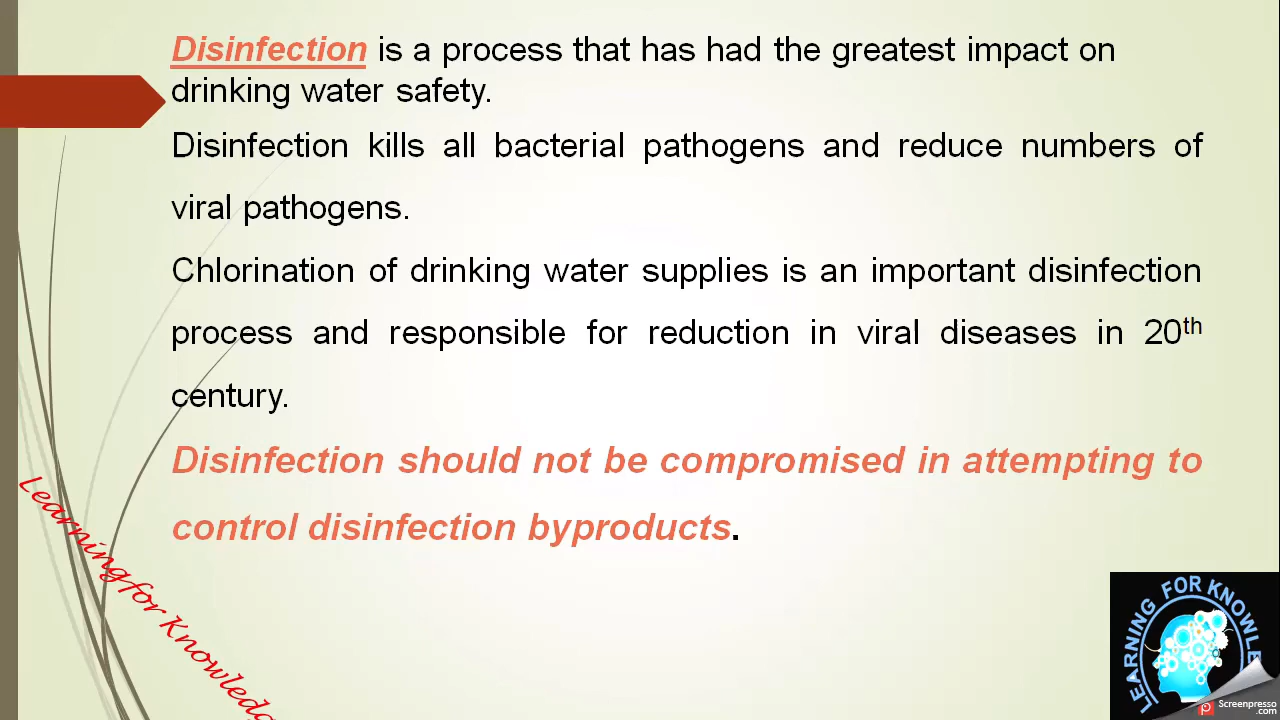 Disinfection is a process that has had the greatest impact on
drinking water safety.
Disinfection kills all bacterial pathogens and reduce numbers of
viral pathogens.
Chlorination of drinking water supplies is an important disinfection
process and responsible for reduction in viral diseases in 20th
century.
Disinfection should not be compromised in attempting to
control disinfection byproducts.
Learning for Knowledg
LEARNING FOR KNOWLE
Screenpresso
.com